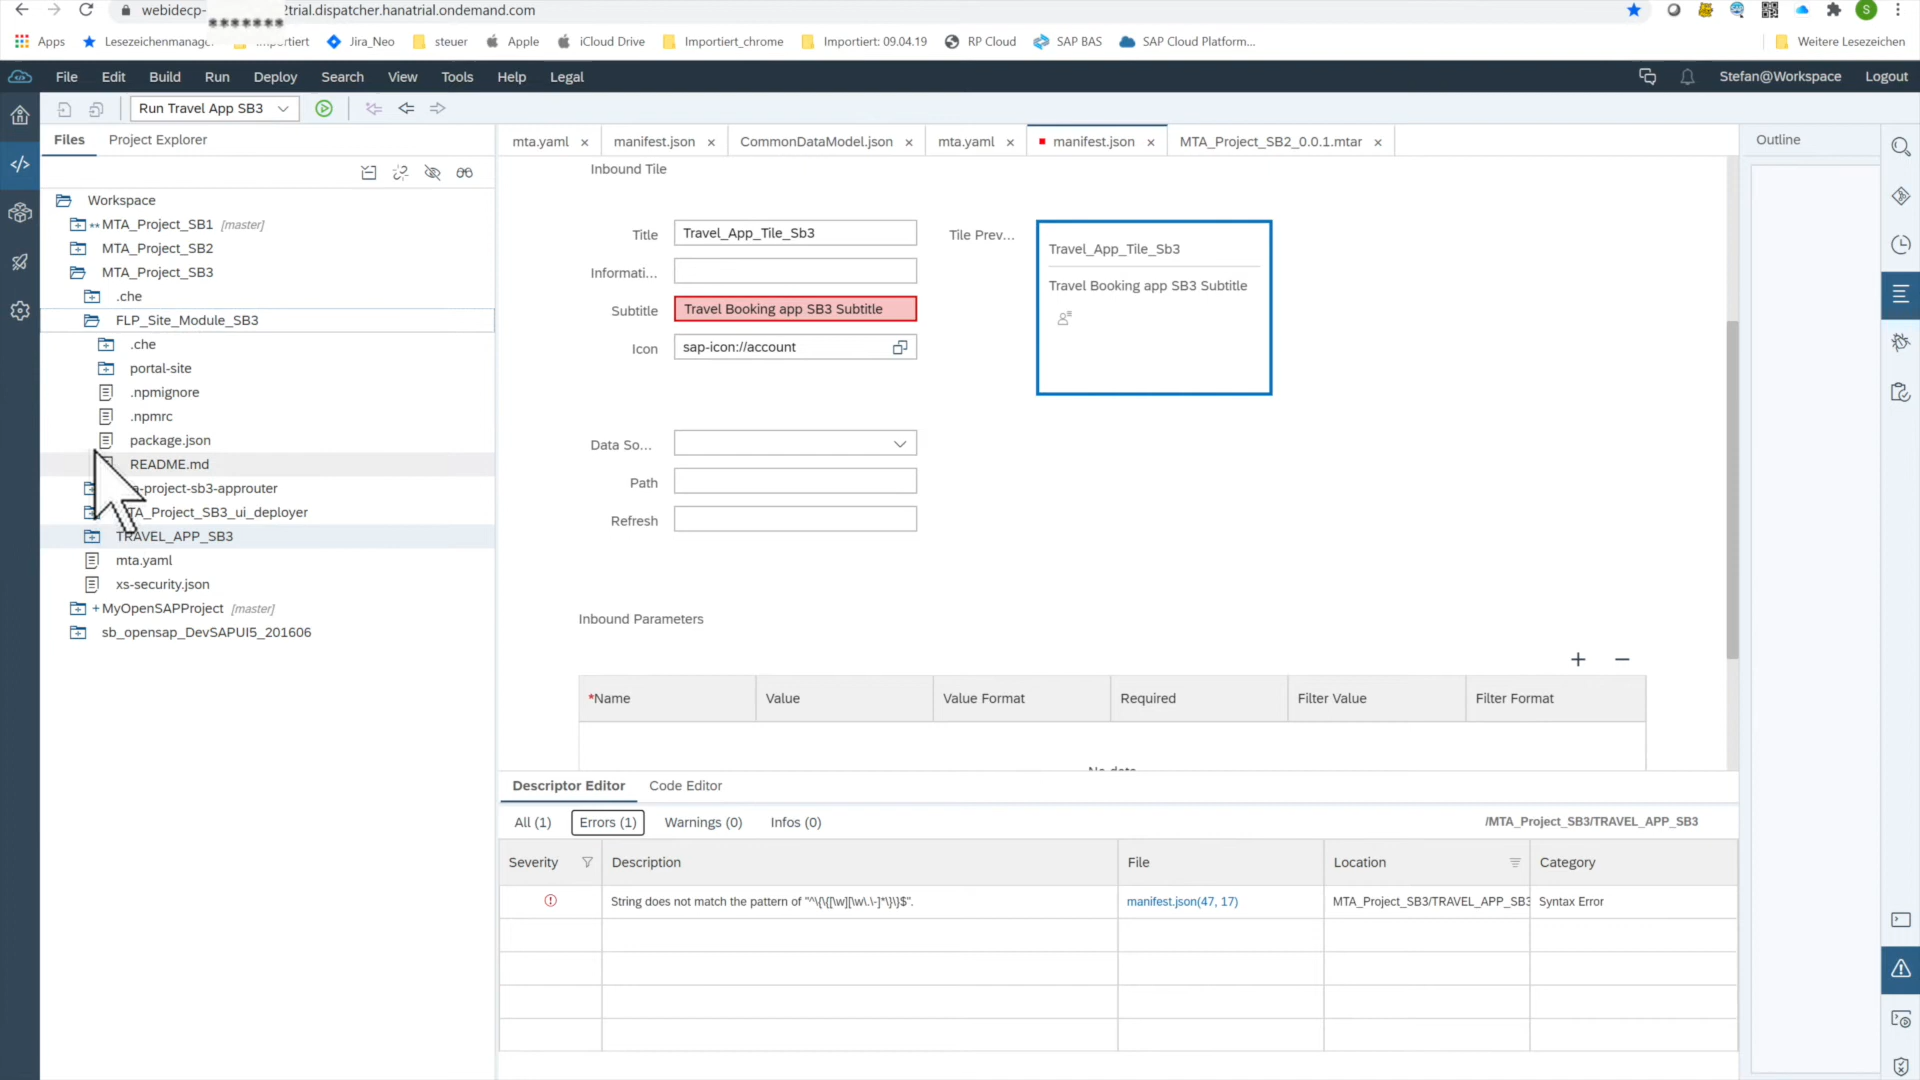 webidecp-
*******
2trial.dispatcher.hanatrial.ondemand.com
S
Apps
Lesezeichenmanager
Importiert
Jira_Neo
steuer
Apple
iCloud Drive
Importiert_chrome
Importiert: 09.04.19
RP Cloud
SAP BAS
SAP Cloud Platform...
Weitere Lesezeichen
File Edit Build Run Deploy Search View Tools Help Legal
Stefan@Workspace
Logout
Run Travel App SB3
Files
Project Explorer
mta.yaml ×
manifest.json ×
CommonDataModel.json ×
mta.yaml ×
manifest.json ×
MTA_Project_SB2_0.0.1.mtar ×
Outline
Workspace
**MTA_Project_SB1 [master]
MTA_Project_SB2
MTA_Project_SB3
.che
FLP_Site_Module_SB3
.che
portal-site
.npmignore
.npmrc
package.json
README.md
a-project-sb3-approuter
TA_Project_SB3_ui_deployer
TRAVEL_APP_SB3
mta.yaml
xs-security.json
+MyOpenSAPProject [master]
sb_opensap_DevSAPUI5_201606
Inbound Tile
Title
Travel_App_Tile_Sb3
Informati...
Subtitle
Travel Booking app SB3 Subtitle
Icon
sap-icon://account
Tile Prev...
Travel_App_Tile_Sb3
Travel Booking app SB3 Subtitle
Data So...
Path
Refresh
Inbound Parameters
+ −
*Name
Value
Value Format
Required
Filter Value
Filter Format
No data
Descriptor Editor
Code Editor
All (1)
Errors (1)
Warnings (0)
Infos (0)
/MTA_Project_SB3/TRAVEL_APP_SB3
Severity
Description
File
Location
Category
String does not match the pattern of "^\{\{[\w][\w\.\-]*\}\}$".
manifest.json(47, 17)
MTA_Project_SB3/TRAVEL_APP_SB3
Syntax Error